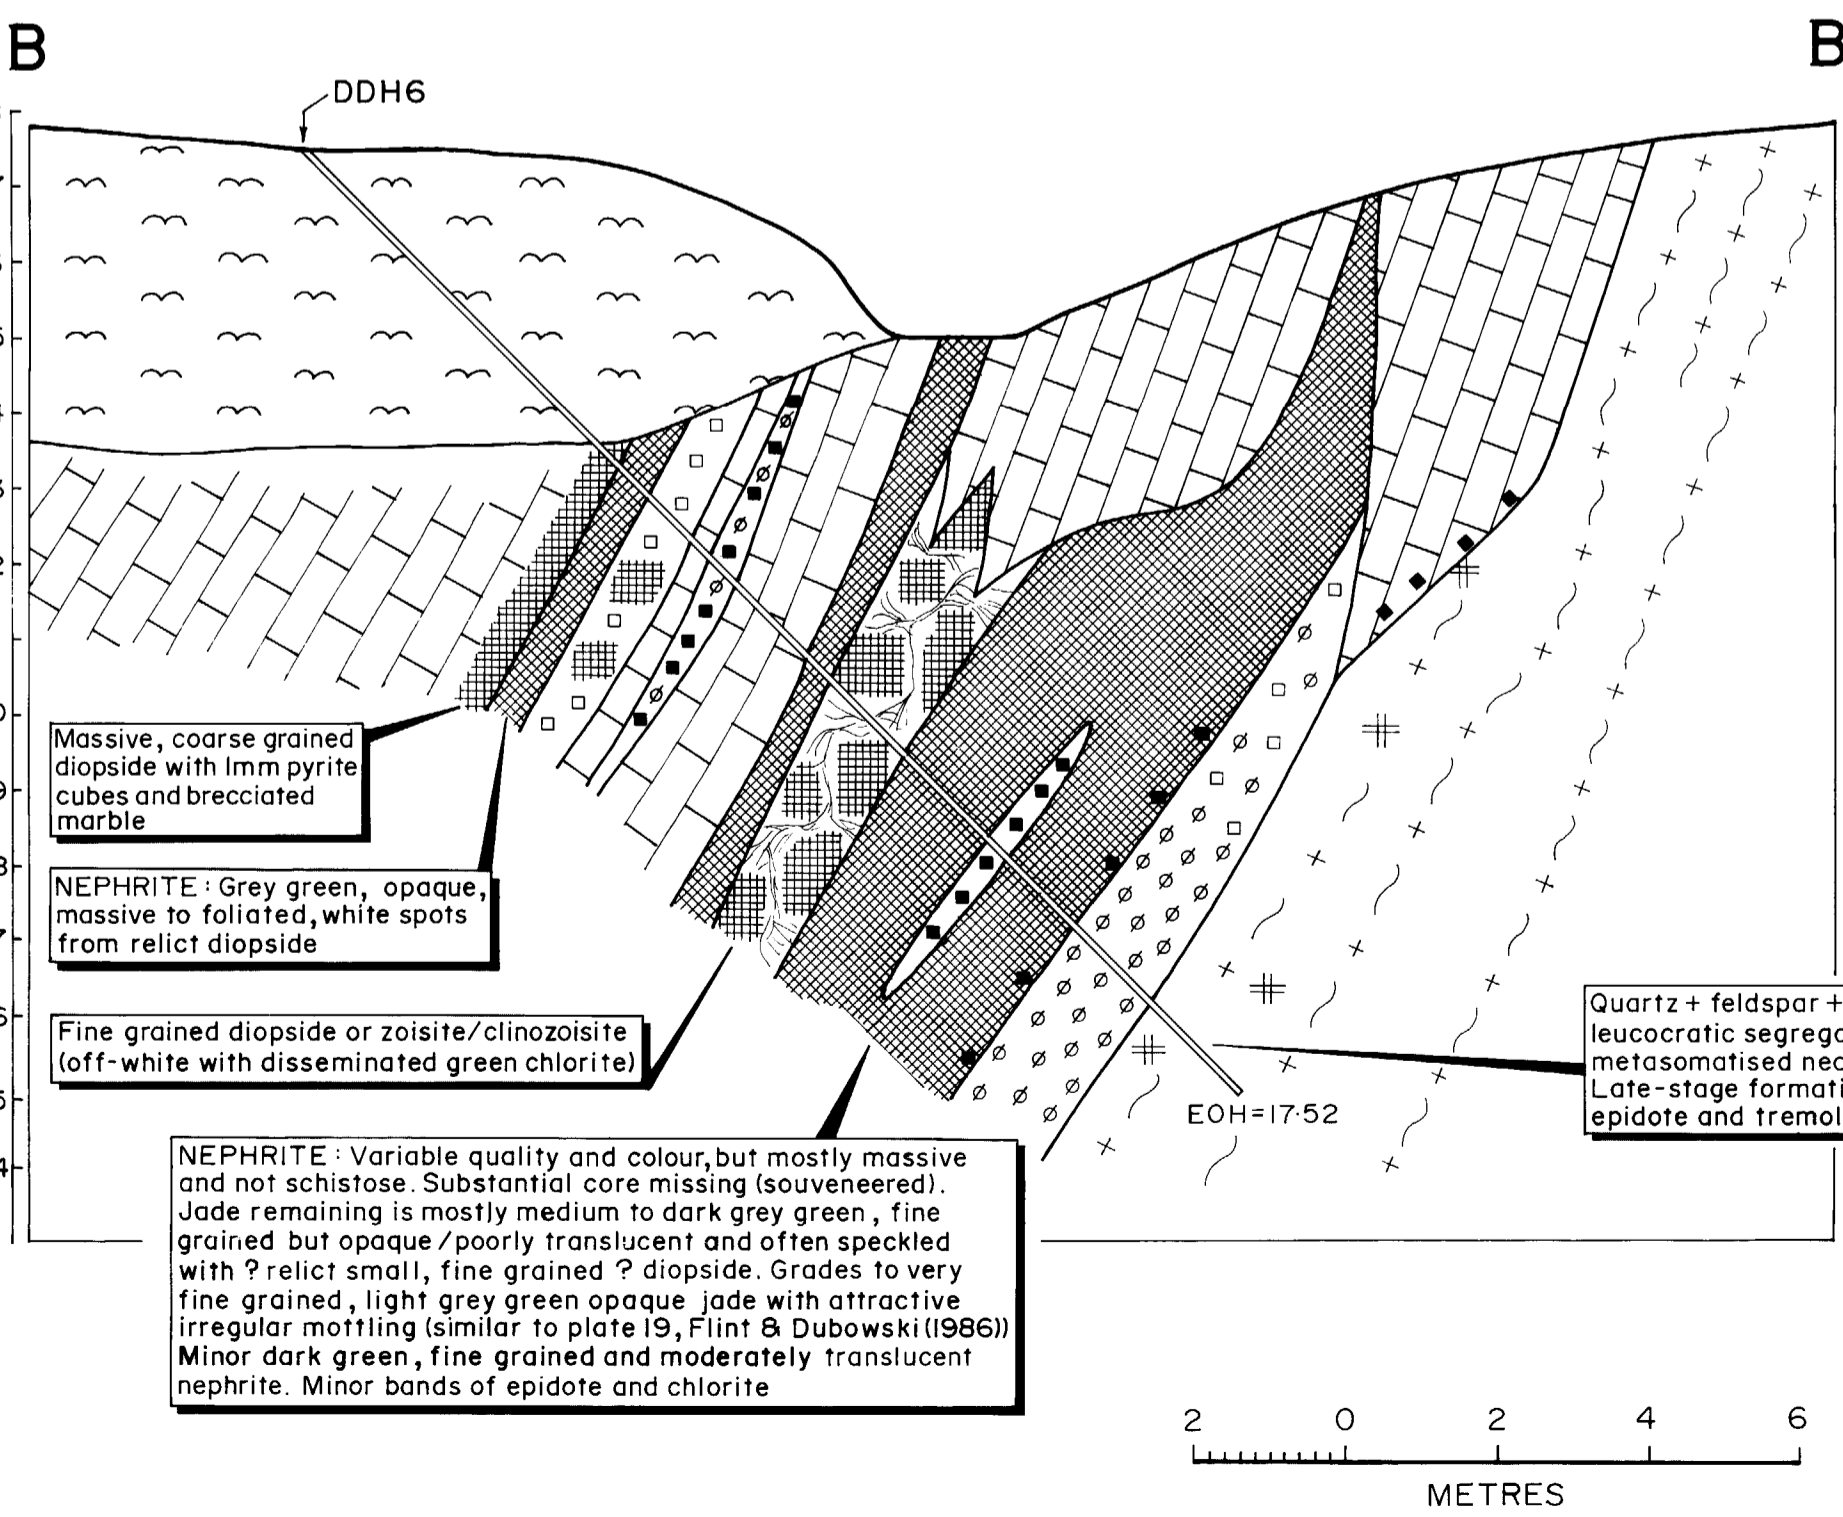 B
B
DDH6
Massive, coarse grained
diopside with 1mm pyrite
cubes and brecciated
marble
NEPHRITE : Grey green, opaque,
massive to foliated, white spots
from relict diopside
Fine grained diopside or zoisite/clinozoisite
(off-white with disseminated green chlorite)
NEPHRITE : Variable quality and colour, but mostly massive
and not schistose. Substantial core missing (souveneered).
Jade remaining is mostly medium to dark grey green, fine
grained but opaque/poorly translucent and often speckled
with ? relict small, fine grained ? diopside. Grades to very
fine grained, light grey green opaque jade with attractive
irregular mottling (similar to plate 19, Flint & Dubowski (1986))
Minor dark green, fine grained and moderately translucent
nephrite. Minor bands of epidote and chlorite
EOH=17·52
Quartz + feldspar +
leucocratic
metasomatised
Late-stage
epidote and
2 0 2 4 6
METRES